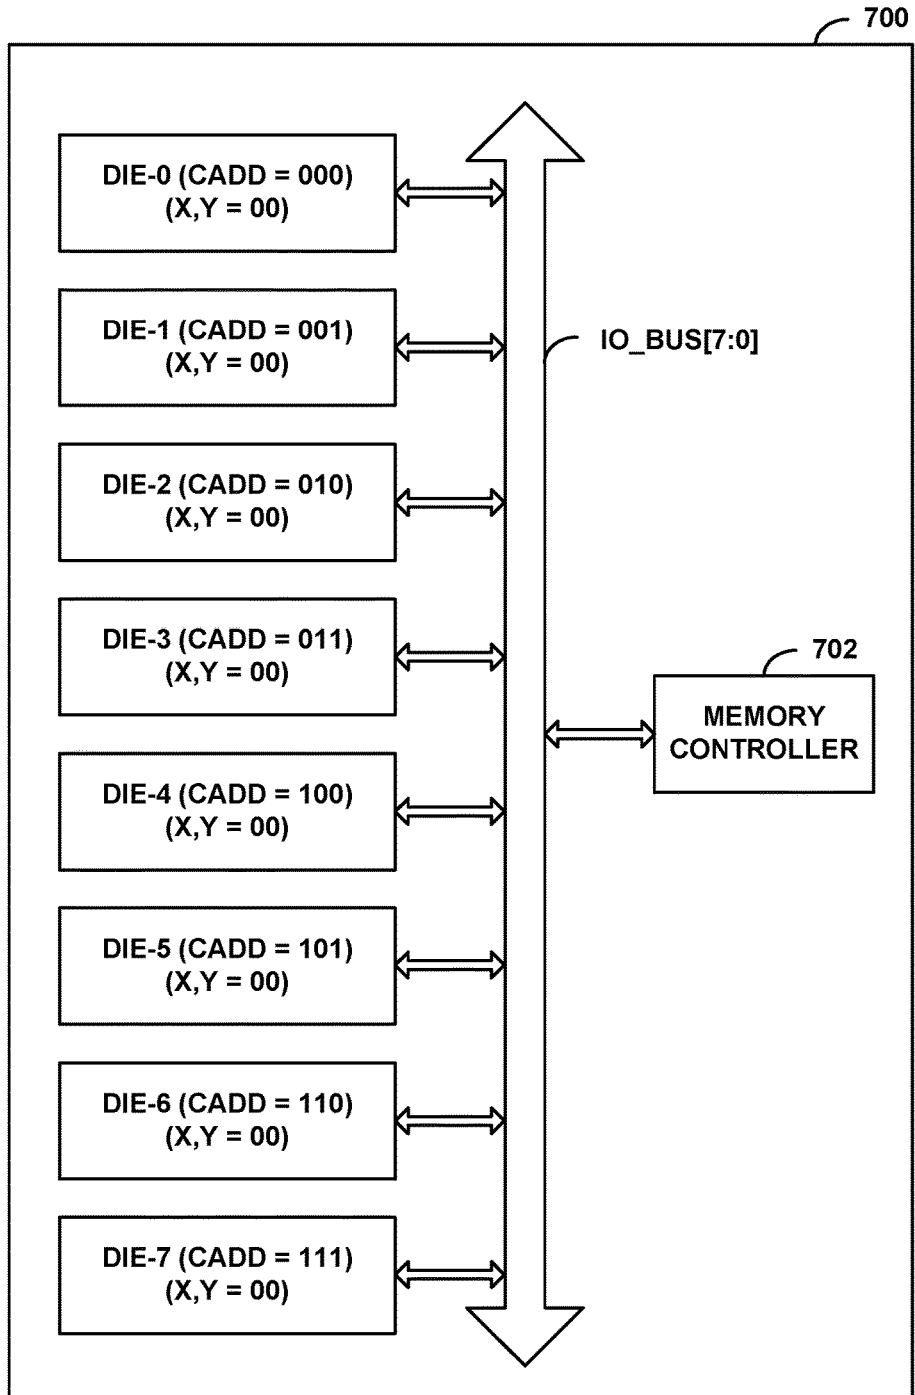 700
DIE-0 (CADD = 000)
(X,Y = 00)
DIE-1 (CADD = 001)
(X,Y = 00)
IO_BUS[7:0]
DIE-2 (CADD = 010)
(X,Y = 00)
DIE-3 (CADD = 011)
(X,Y = 00)
702
MEMORY
CONTROLLER
DIE-4 (CADD = 100)
(X,Y = 00)
DIE-5 (CADD = 101)
(X,Y = 00)
DIE-6 (CADD = 110)
(X,Y = 00)
DIE-7 (CADD = 111)
(X,Y = 00)